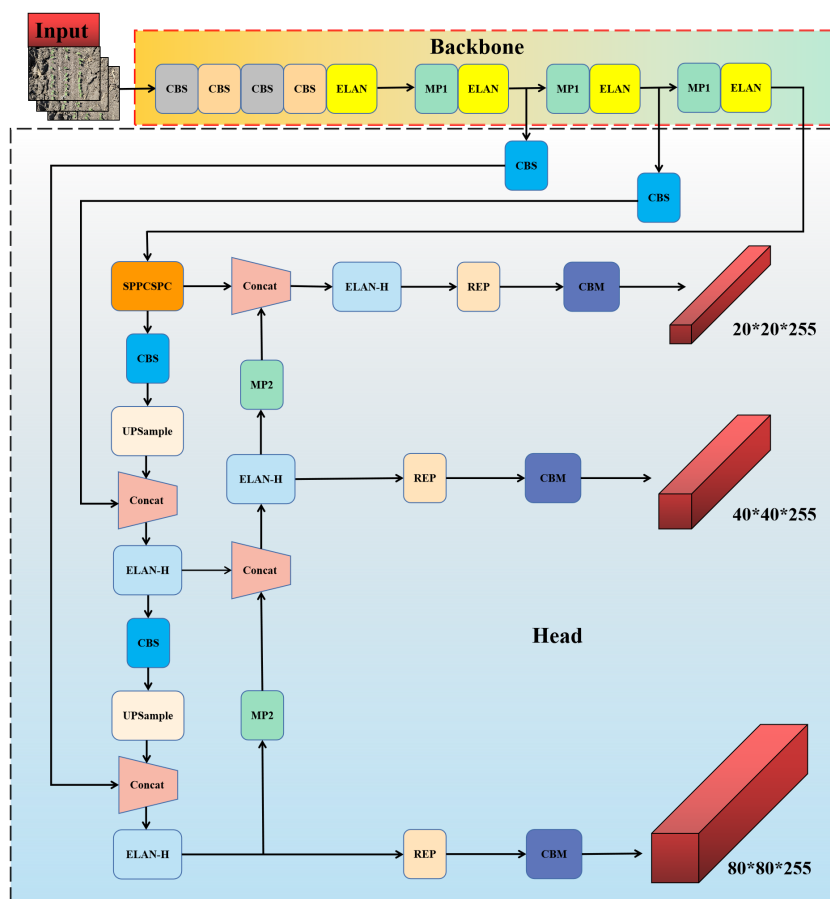 Input
Backbone
CBS
CBS
CBS
CBS
ELAN
MP1
ELAN
MP1
ELAN
MP1
ELAN
CBS
CBS
SPPCSPC
Concat
ELAN-H
REP
CBM
20*20*255
CBS
MP2
UPSample
ELAN-H
REP
CBM
40*40*255
Concat
ELAN-H
Concat
CBS
Head
UPSample
MP2
Concat
ELAN-H
REP
CBM
80*80*255